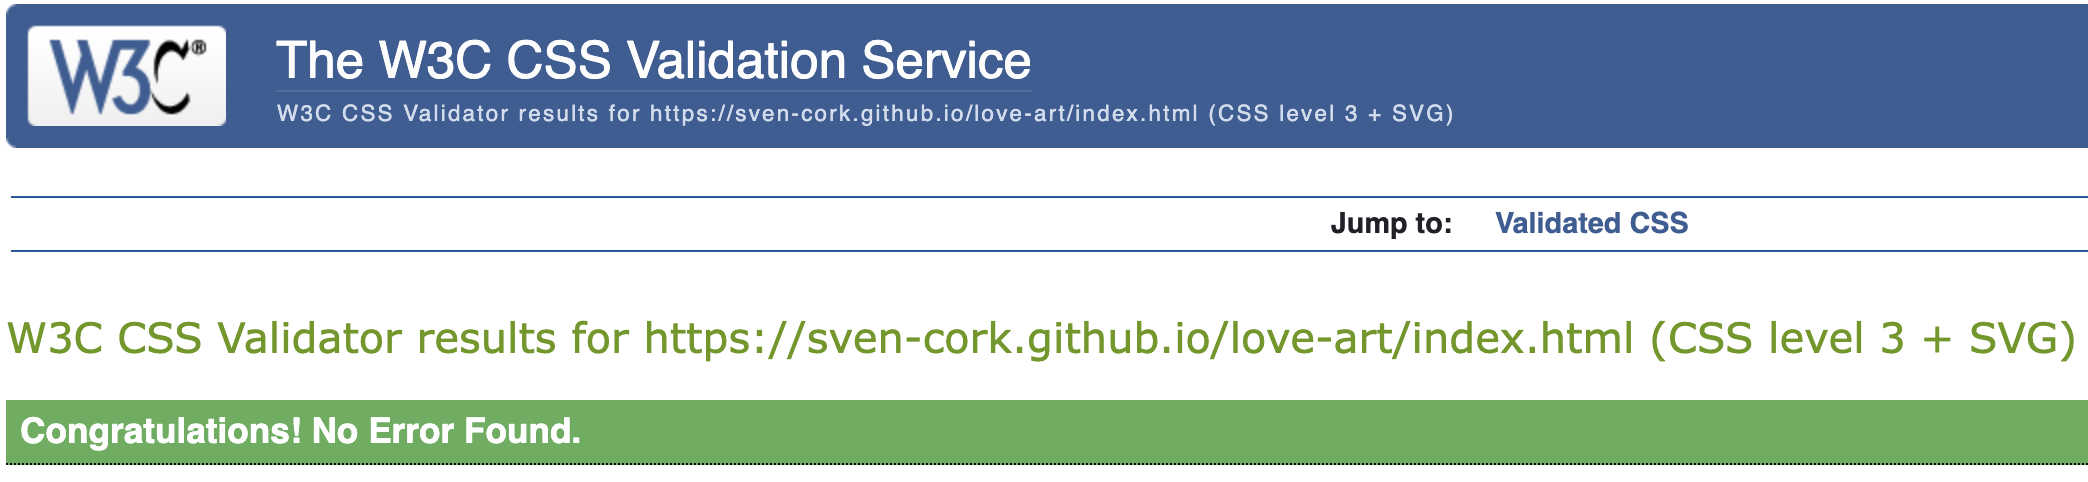 W3C®
The W3C CSS Validation Service
W3C CSS Validator results for https://sven-cork.github.io/love-art/index.html (CSS level 3 + SVG)
Jump to: Validated CSS
W3C CSS Validator results for https://sven-cork.github.io/love-art/index.html (CSS level 3 + SVG)
Congratulations! No Error Found.